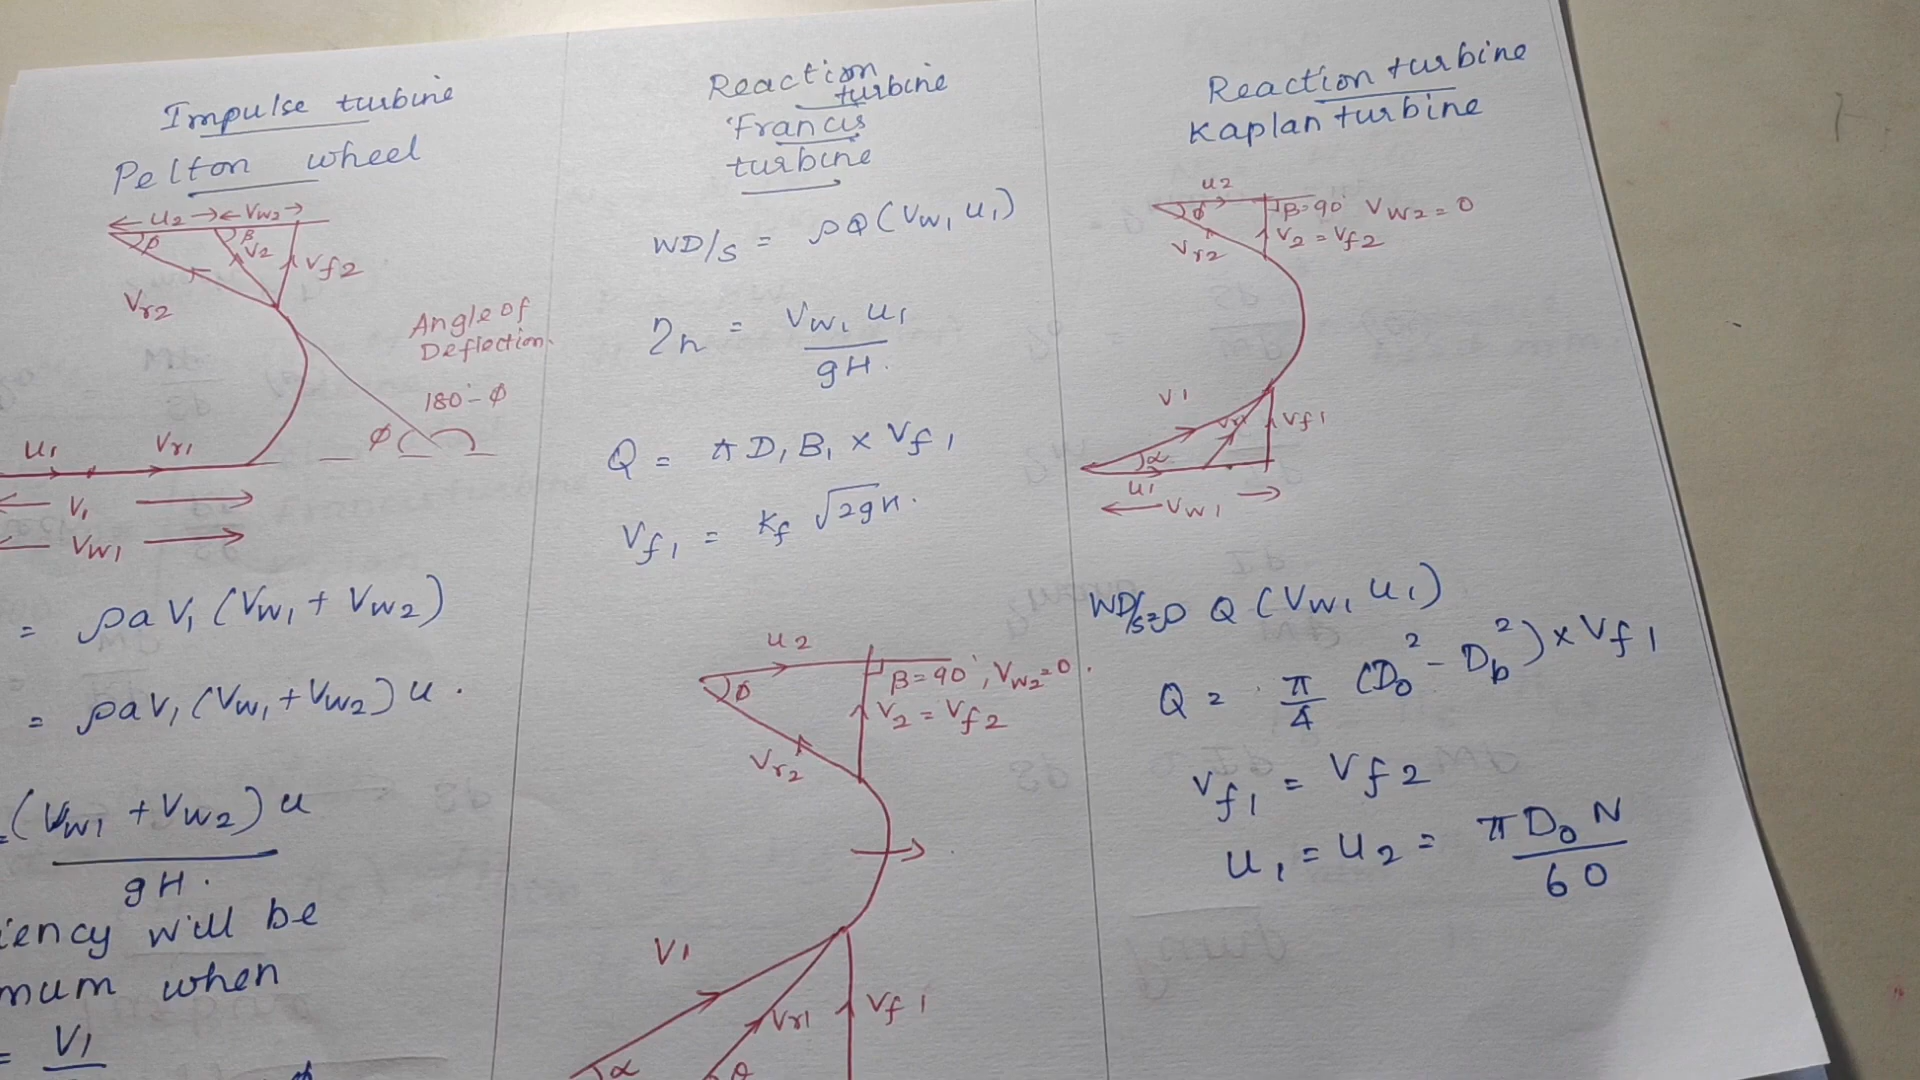 Impulse turbine
Pelton wheel
u2 Vw2
ø β V2 Vf2
Vr2
Angle of
Deflection
180° - ø
ø
u1 Vr1
V1
Vw1
= ρaV1 (Vw1 + Vw2)
= ρaV1 (Vw1 + Vw2) u.
= (Vw1 + Vw2) u
gH.
iency will be
mum when
= V1
ø
Reaction
turbine
Francis
turbine
WD/s = ρQ (Vw1 u1)
ηh = Vw1 u1
gH.
Q = π D1 B1 × Vf1
Vf1 = Kf √2gH.
u2
ø β=90°, Vw2=0.
V2 = Vf2
Vr2
V1
Vr1 Vf1
α θ
Reaction turbine
Kaplan turbine
u2
ø β=90° Vw2=0
V2 = Vf2
Vr2
V1
Vr1 Vf1
α
u1
Vw1
WD/s=ρ Q (Vw1 u1)
Q = π/4 (Do² - Db²) × Vf1
Vf1 = Vf2
u1 = u2 = π Do N
60